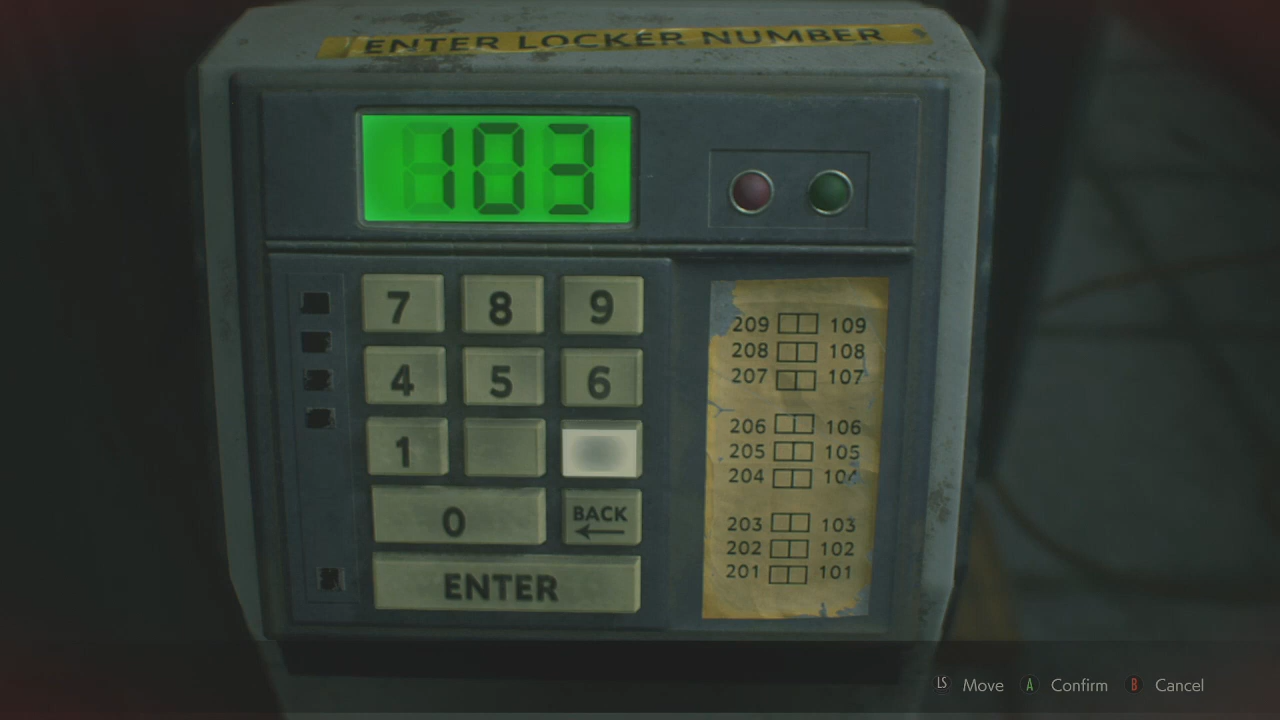 ENTER LOCKER NUMBER
103
7 8 9
4 5 6
1
0 BACK
ENTER
209 109
208 108
207 107
206 106
205 105
204 104
203 103
202 102
201 101
LS Move A Confirm B Cancel